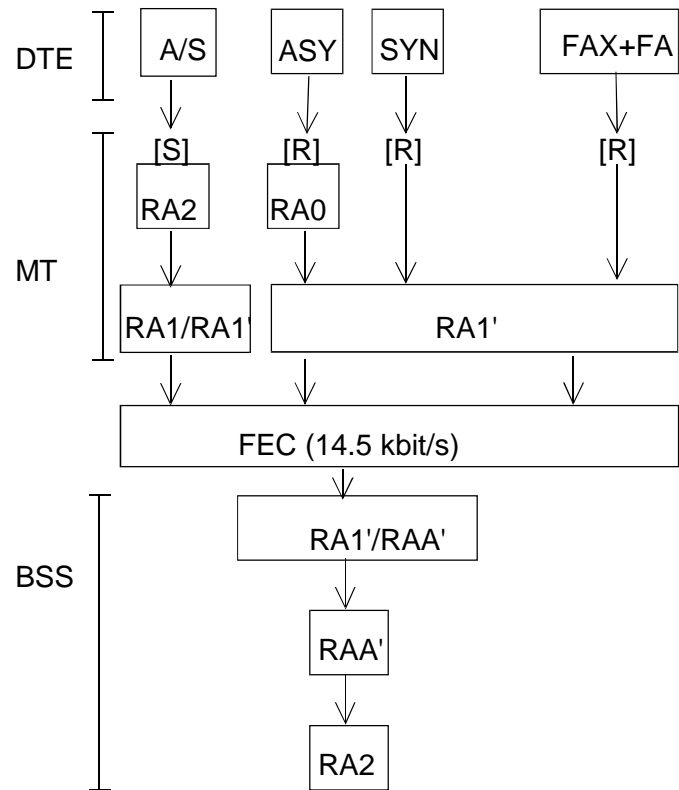 DTE A/S ASY SYN FAX+FA
[S] [R] [R] [R]
RA2 RA0
MT
RA1/RA1' RA1'
FEC (14.5 kbit/s)
RA1'/RAA'
BSS
RAA'
RA2